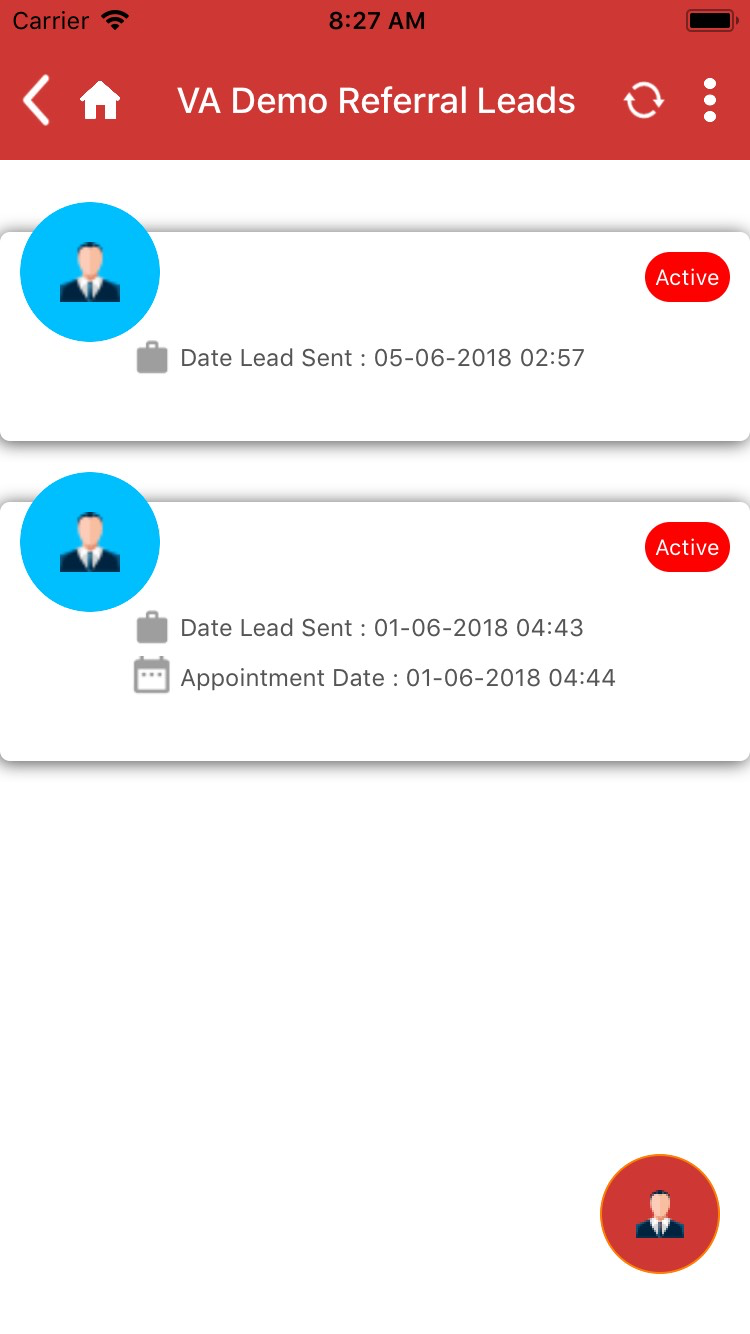 Carrier 8:27 AM
VA Demo Referral Leads
Active
Date Lead Sent : 05-06-2018 02:57
Active
Date Lead Sent : 01-06-2018 04:43
Appointment Date : 01-06-2018 04:44